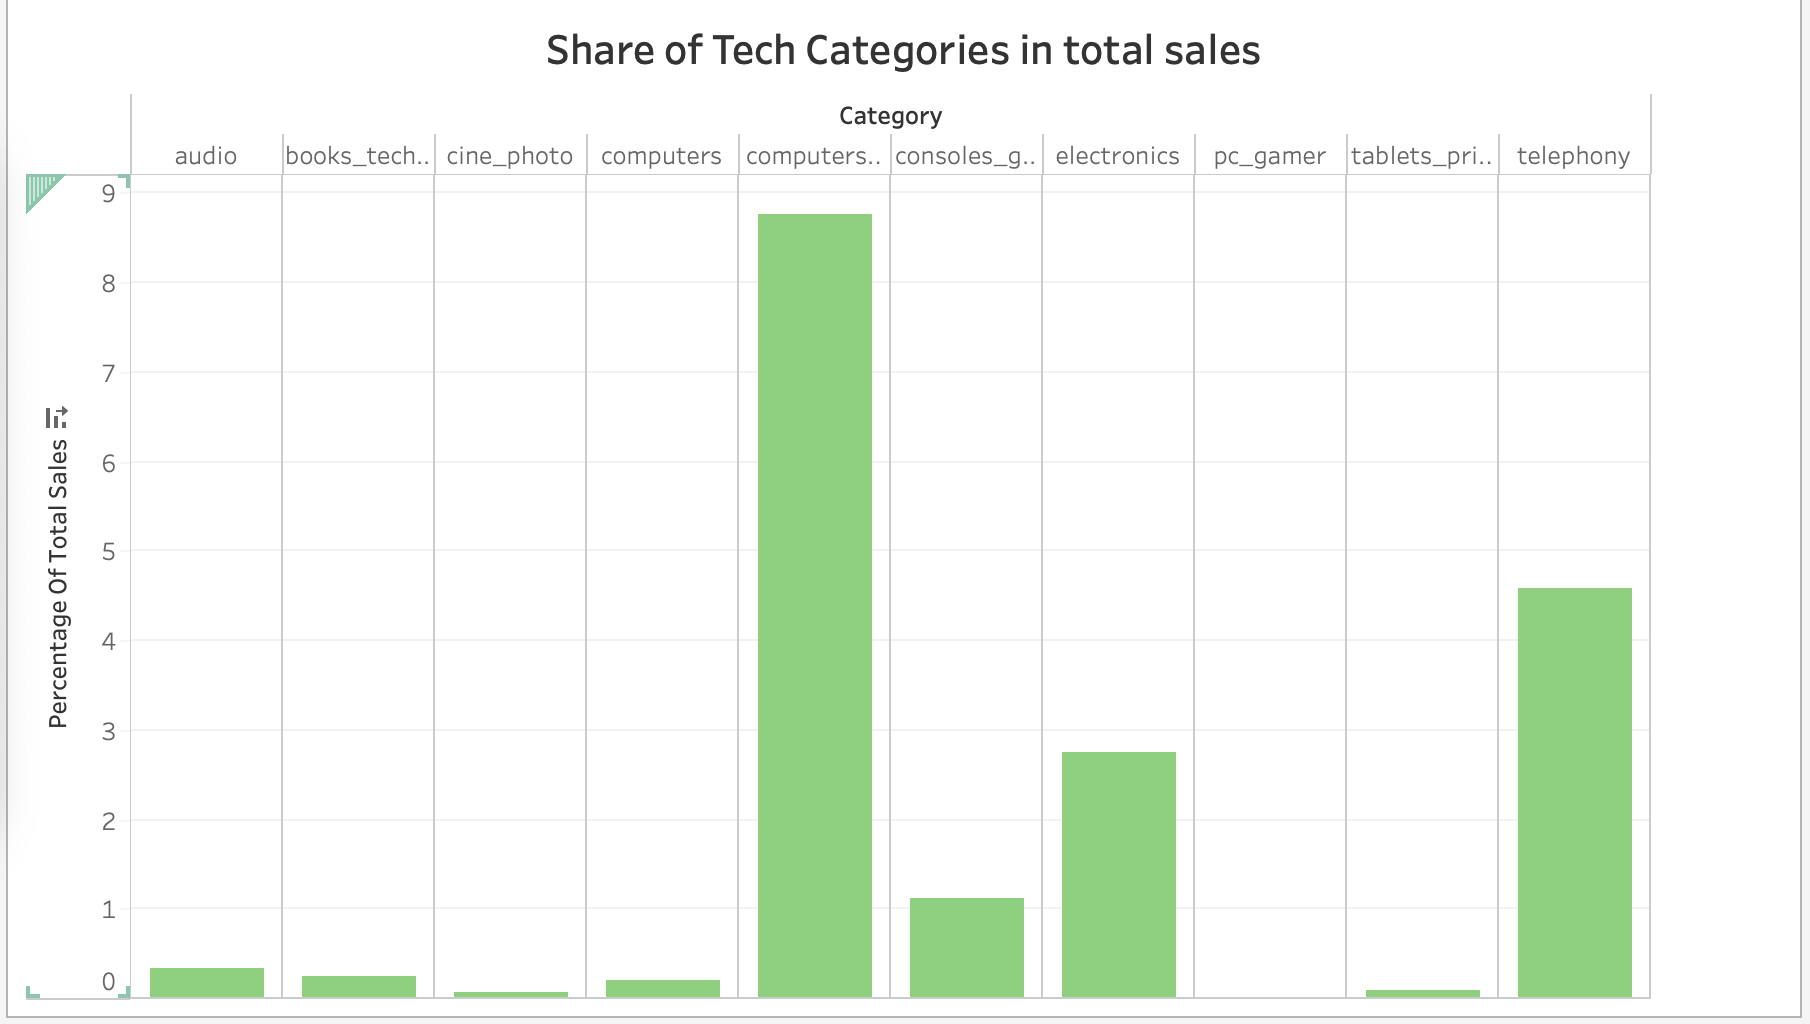 Share of Tech Categories in total sales
Category
audio
books_tech..
cine_photo
computers
computers..
consoles_g..
electronics
pc_gamer
tablets_pri..
telephony
Percentage Of Total Sales
9
8
7
6
5
4
3
2
1
0